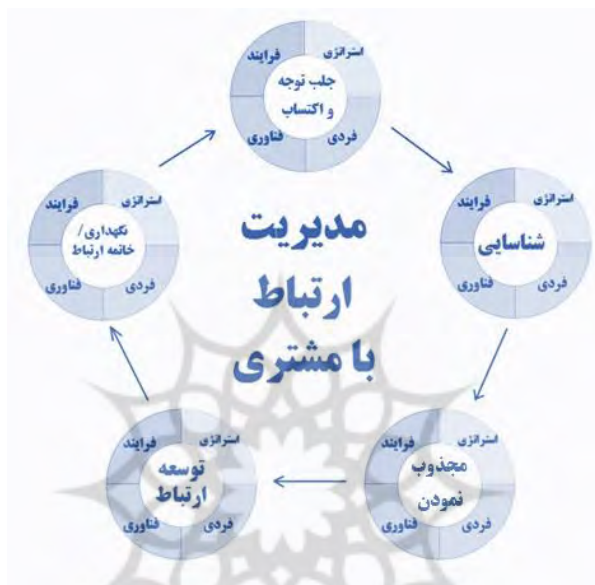 استراتژی
فرایند
جلب توجه
و اکتساب
فردی
فناوری
استراتژی
فرایند
شناسایی
فردی
فناوری
استراتژی
فرایند
مجذوب
نمودن
فردی
فناوری
استراتژی
فرایند
توسعه
ارتباط
فردی
فناوری
استراتژی
فرایند
نگهداری/
خاتمه ارتباط
فردی
فناوری
مدیریت
ارتباط
با مشتری